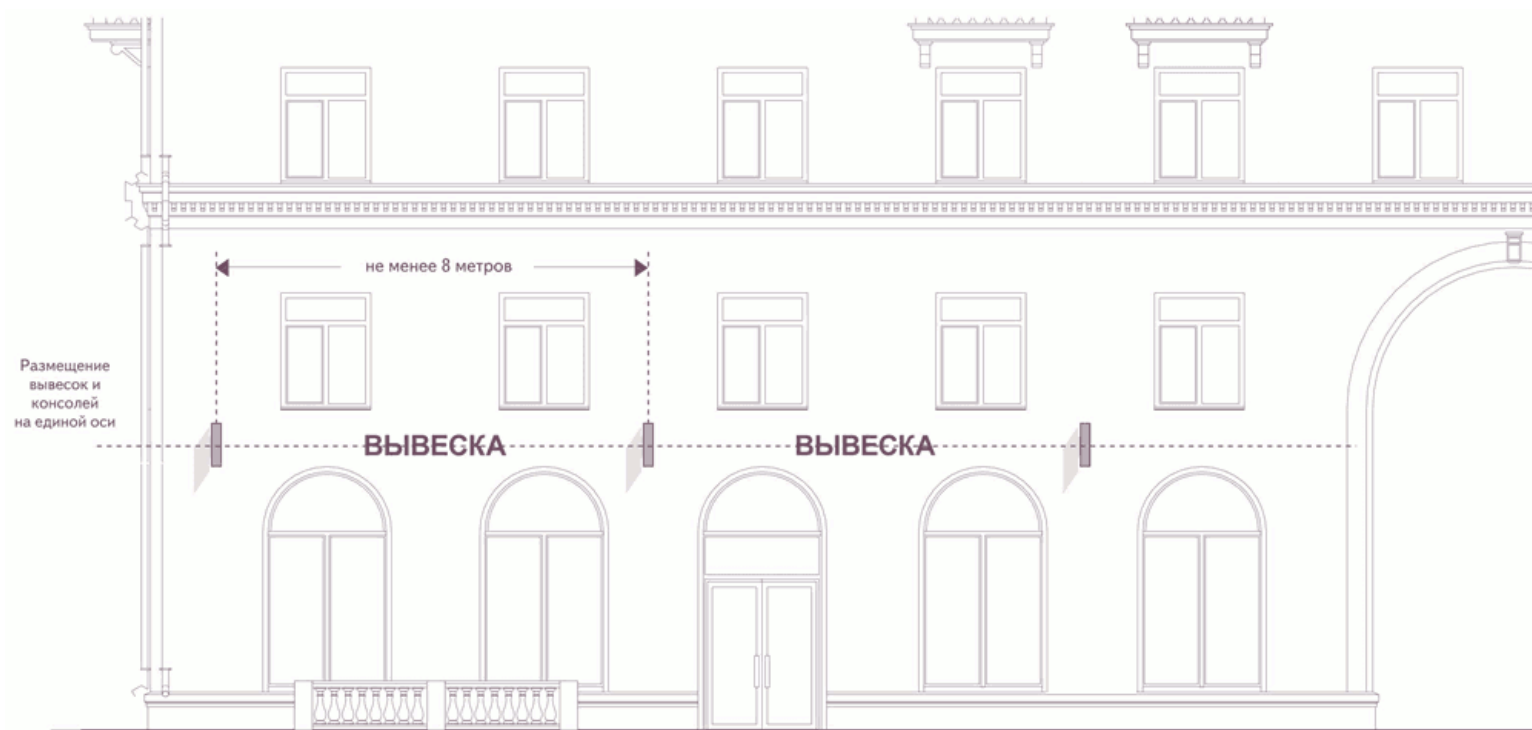 не менее 8 метров
Размещение
вывесок и
консолей
на единой оси
ВЫВЕСКА
ВЫВЕСКА